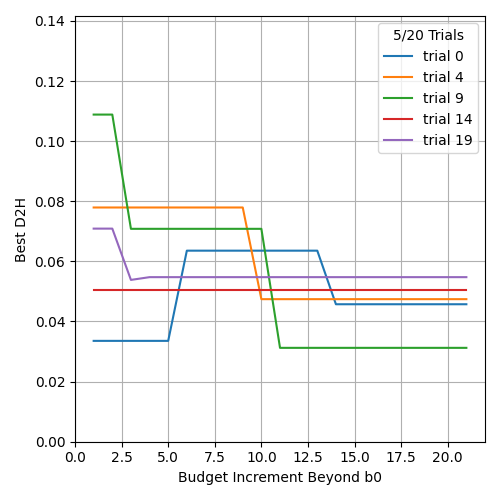 0.14
0.12
0.10
0.08
0.06
0.04
0.02
0.00
Best D2H
5/20 Trials
trial 0
trial 4
trial 9
trial 14
trial 19
0.0 2.5 5.0 7.5 10.0 12.5 15.0 17.5 20.0
Budget Increment Beyond b0